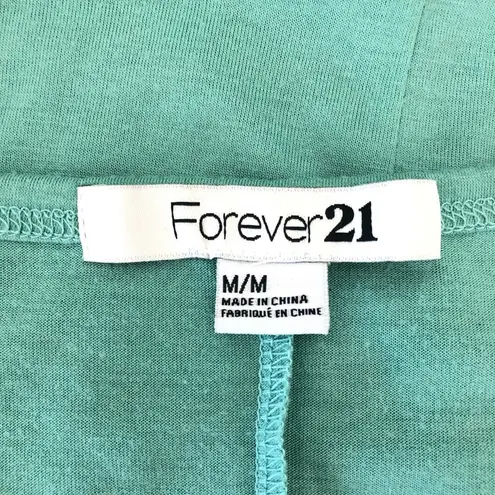 Forever21
M/M
MADE IN CHINA
FABRIQUÉ EN CHINE